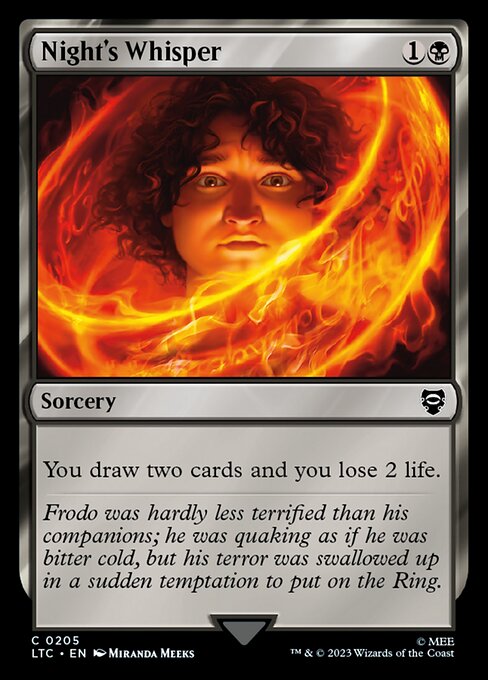 Night's Whisper 1
Sorcery
You draw two cards and you lose 2 life.
Frodo was hardly less terrified than his
companions; he was quaking as if he was
bitter cold, but his terror was swallowed up
in a sudden temptation to put on the Ring.
C 0205
LTC • EN Miranda Meeks
© MEE
™ & © 2023 Wizards of the Coast